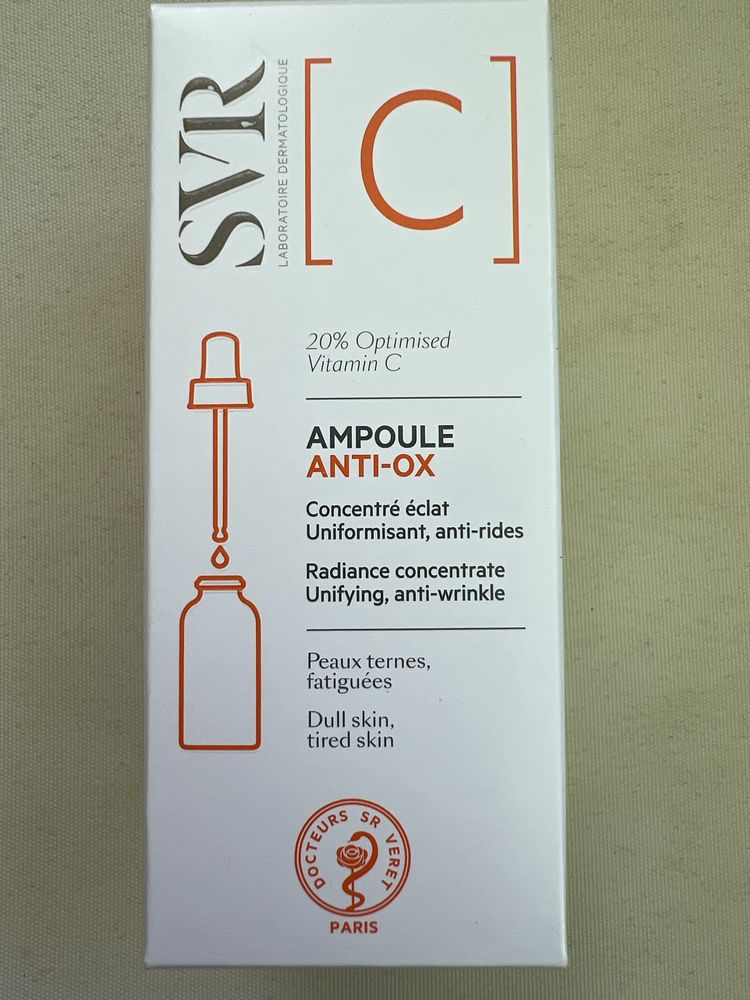 SVR
LABORATOIRE DERMATOLOGIQUE
[C]
20% Optimised
Vitamin C
AMPOULE
ANTI-OX
Concentré éclat
Uniformisant, anti-rides
Radiance concentrate
Unifying, anti-wrinkle
Peaux ternes,
fatiguées
Dull skin,
tired skin
DOCTEURS SR VERET
PARIS